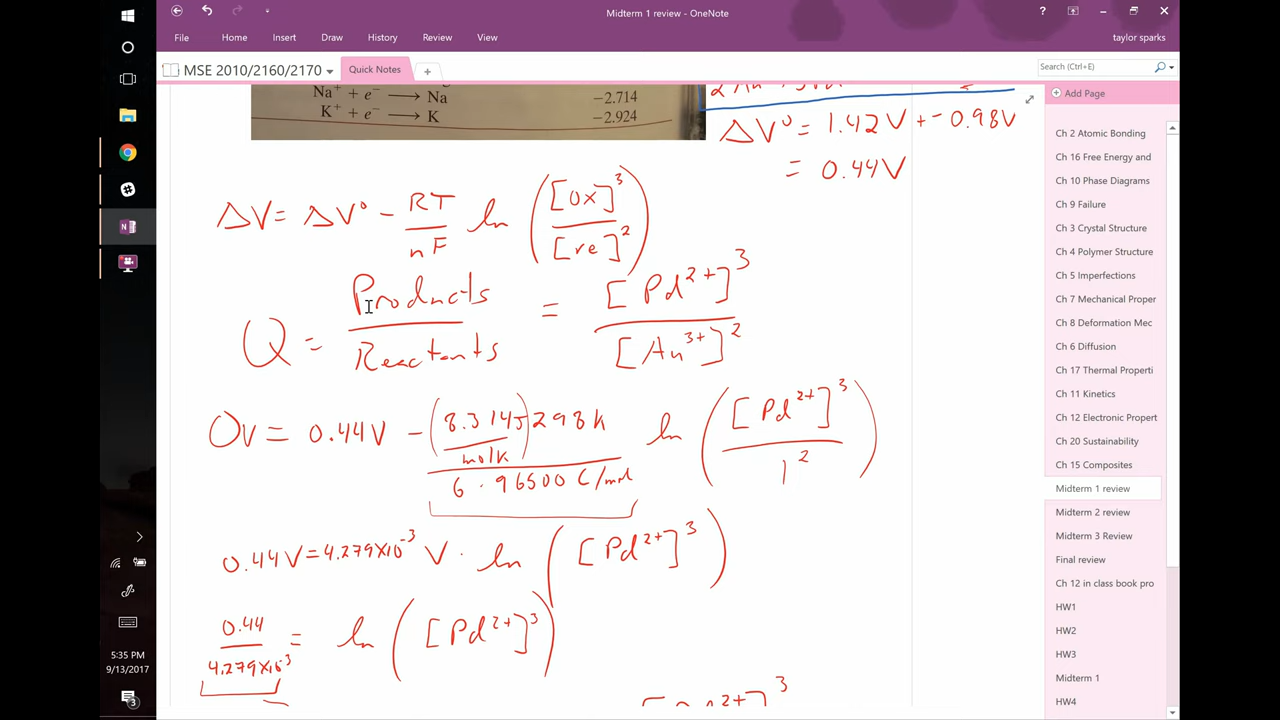 Midterm 1 review - OneNote
taylor sparks
File Home Insert Draw History Review View
MSE 2010/2160/2170 Quick Notes
Search (Ctrl+E)
Add Page
Na⁺ + e⁻ → Na −2.714
K⁺ + e⁻ → K −2.924
ΔV⁰ = 1.42V + -0.98V
= 0.44V
ΔV = ΔV⁰ - RT/nF ln ([Ox]³/[re]²)
Q = Products/Reactants = [Pd²⁺]³/[Au³⁺]²
0v = 0.44V - (8.314J/molK)298K/6·96500 C/mol ln ([Pd²⁺]³/1²)
0.44V = 4.279x10⁻³ V · ln ([Pd²⁺]³)
0.44/4.279x10⁻³ = ln ([Pd²⁺]³)
Ch 2 Atomic Bonding
Ch 16 Free Energy and
Ch 10 Phase Diagrams
Ch 9 Failure
Ch 3 Crystal Structure
Ch 4 Polymer Structure
Ch 5 Imperfections
Ch 7 Mechanical Proper
Ch 8 Deformation Mec
Ch 6 Diffusion
Ch 17 Thermal Properti
Ch 11 Kinetics
Ch 12 Electronic Propert
Ch 20 Sustainability
Ch 15 Composites
Midterm 1 review
Midterm 2 review
Midterm 3 Review
Final review
Ch 12 in class book pro
HW1
HW2
HW3
Midterm 1
HW4
5:35 PM
9/13/2017
3